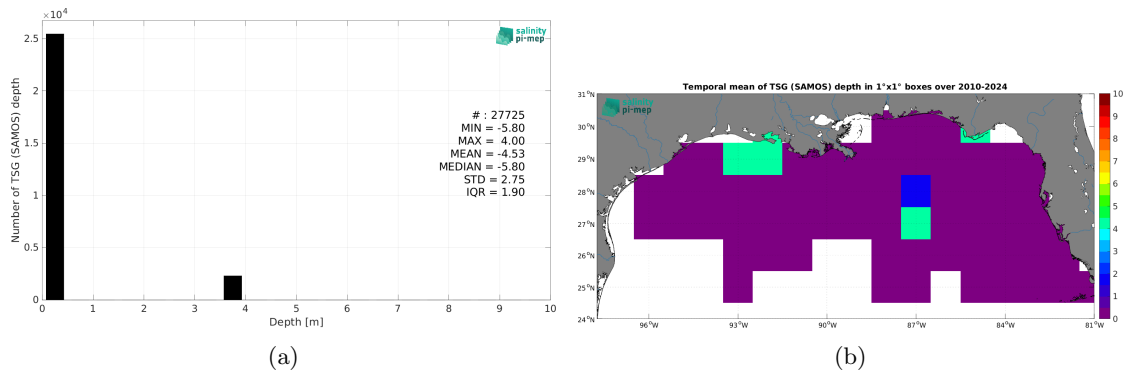 ×10⁴
2.5
2
1.5
1
0.5
0
0 1 2 3 4 5 6 7 8 9 10
Number of TSG (SAMOS) depth
Depth [m]
salinity
pi-mep
# : 27725
MIN = -5.80
MAX = 4.00
MEAN = -4.53
MEDIAN = -5.80
STD = 2.75
IQR = 1.90
(a)
Temporal mean of TSG (SAMOS) depth in 1°x1° boxes over 2010-2024
salinity
pi-mep
31°N
30°N
29°N
28°N
27°N
26°N
25°N
24°N
96°W 93°W 90°W 87°W 84°W 81°W
10
9
8
7
6
5
4
3
2
1
0
(b)